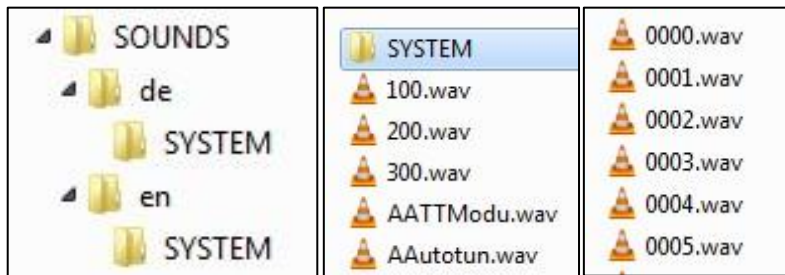 SOUNDS
de
SYSTEM
en
SYSTEM
SYSTEM
100.wav
200.wav
300.wav
AATTModu.wav
AAutotun.wav
0000.wav
0001.wav
0002.wav
0003.wav
0004.wav
0005.wav